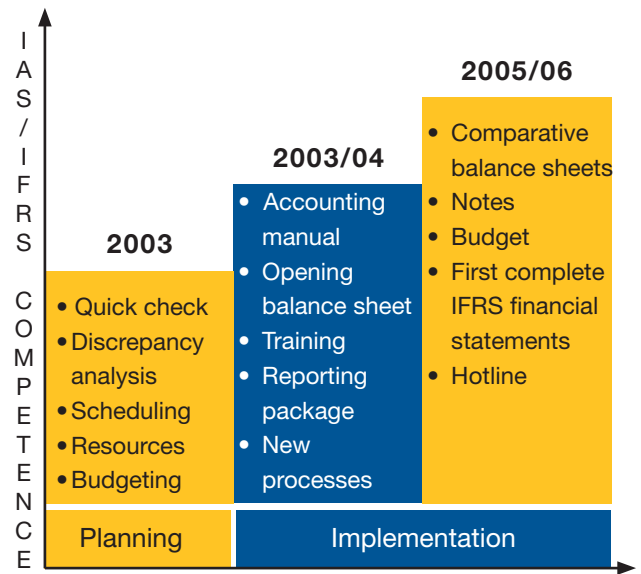 IAS/IFRS COMPETENCE
2003
• Quick check
• Discrepancy
analysis
• Scheduling
• Resources
• Budgeting
2003/04
• Accounting
manual
• Opening
balance sheet
• Training
• Reporting
package
• New
processes
2005/06
• Comparative
balance sheets
• Notes
• Budget
• First complete
IFRS financial
statements
• Hotline
Planning
Implementation